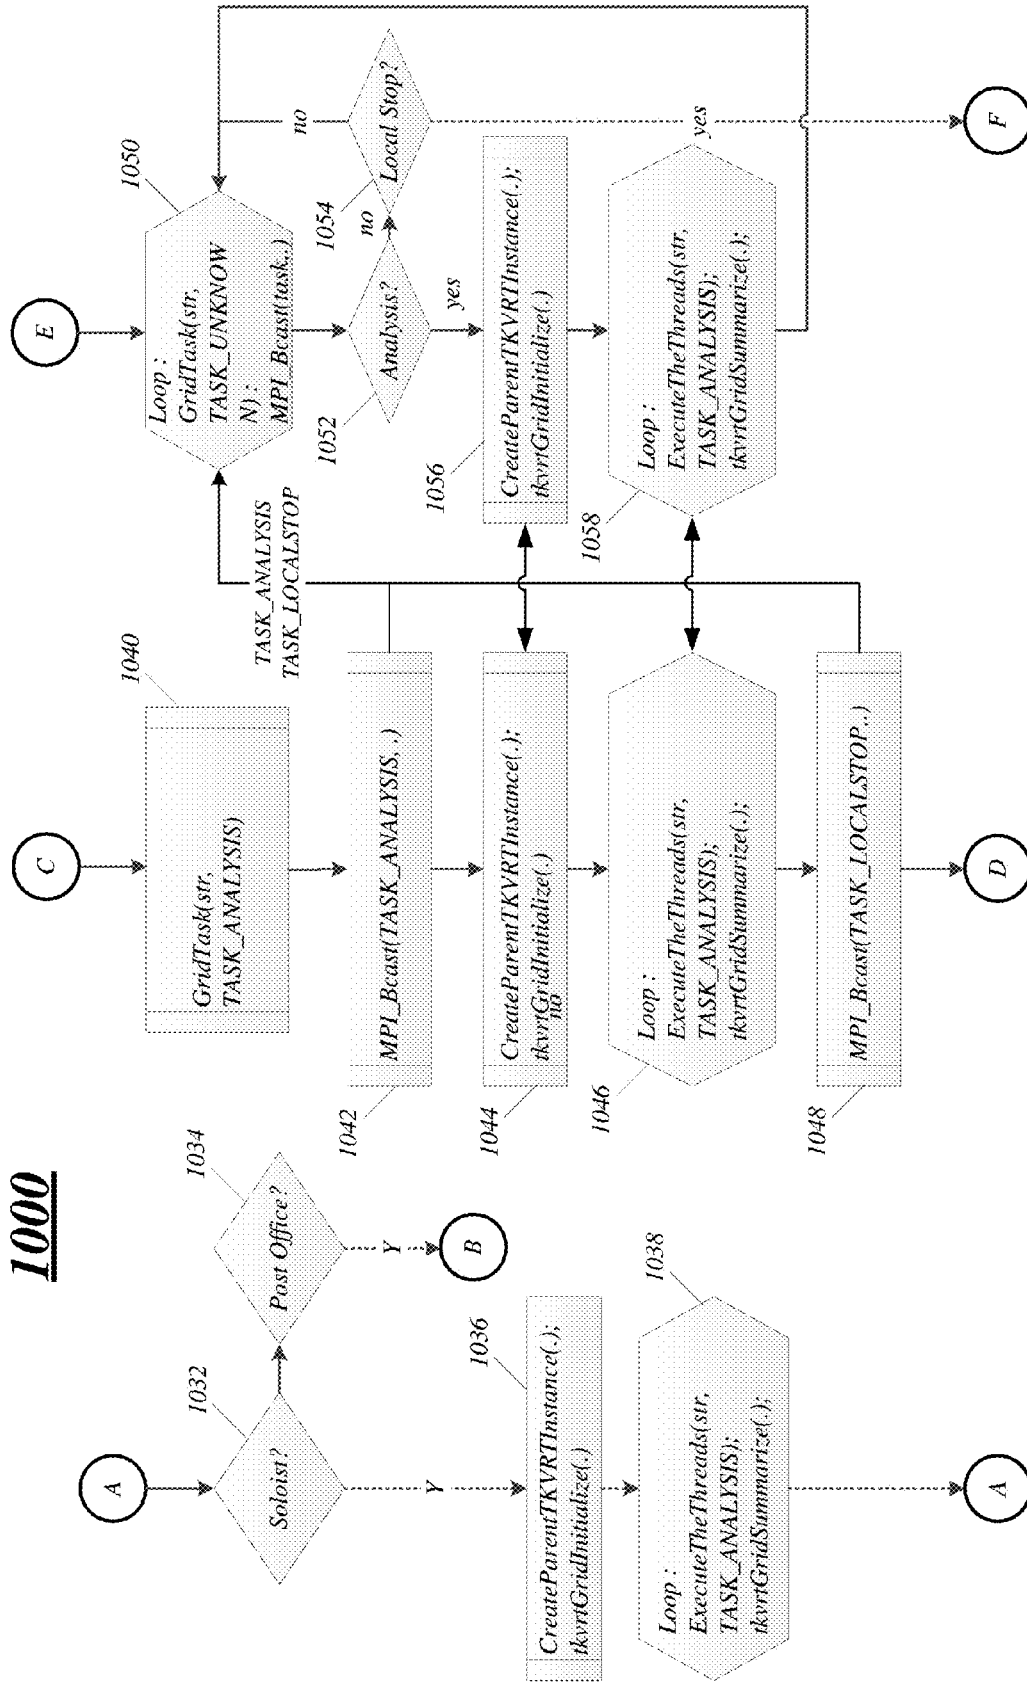 1000
A
1032
Soloist?
1034
Post Office?
Y
Y
B
1036
CreateParentTKVRTInstance(.);
tkvrtGridInitialize(.)
1038
Loop :
ExecuteTheThreads(str,
TASK_ANALYSIS);
tkvrtGridSummarize(.);
A
C
1040
GridTask(str,
TASK_ANALYSIS)
1042
MPI_Bcast(TASK_ANALYSIS, .)
1044
CreateParentTKVRTInstance(.);
tkvrtGridInitialize(.)
no
1046
Loop :
ExecuteTheThreads(str,
TASK_ANALYSIS);
tkvrtGridSummarize(.);
1048
MPI_Bcast(TASK_LOCALSTOP..)
D
TASK_ANALYSIS
TASK_LOCALSTOP
E
1050
Loop :
GridTask(str,
TASK_UNKNOW
N) :
MPI_Bcast(task,.)
1052
Analysis?
no
yes
1054
Local Stop?
no
yes
1056
CreateParentTKVRTInstance(.);
tkvrtGridInitialize(.)
1058
Loop :
ExecuteTheThreads(str,
TASK_ANALYSIS);
tkvrtGridSummarize(.);
F